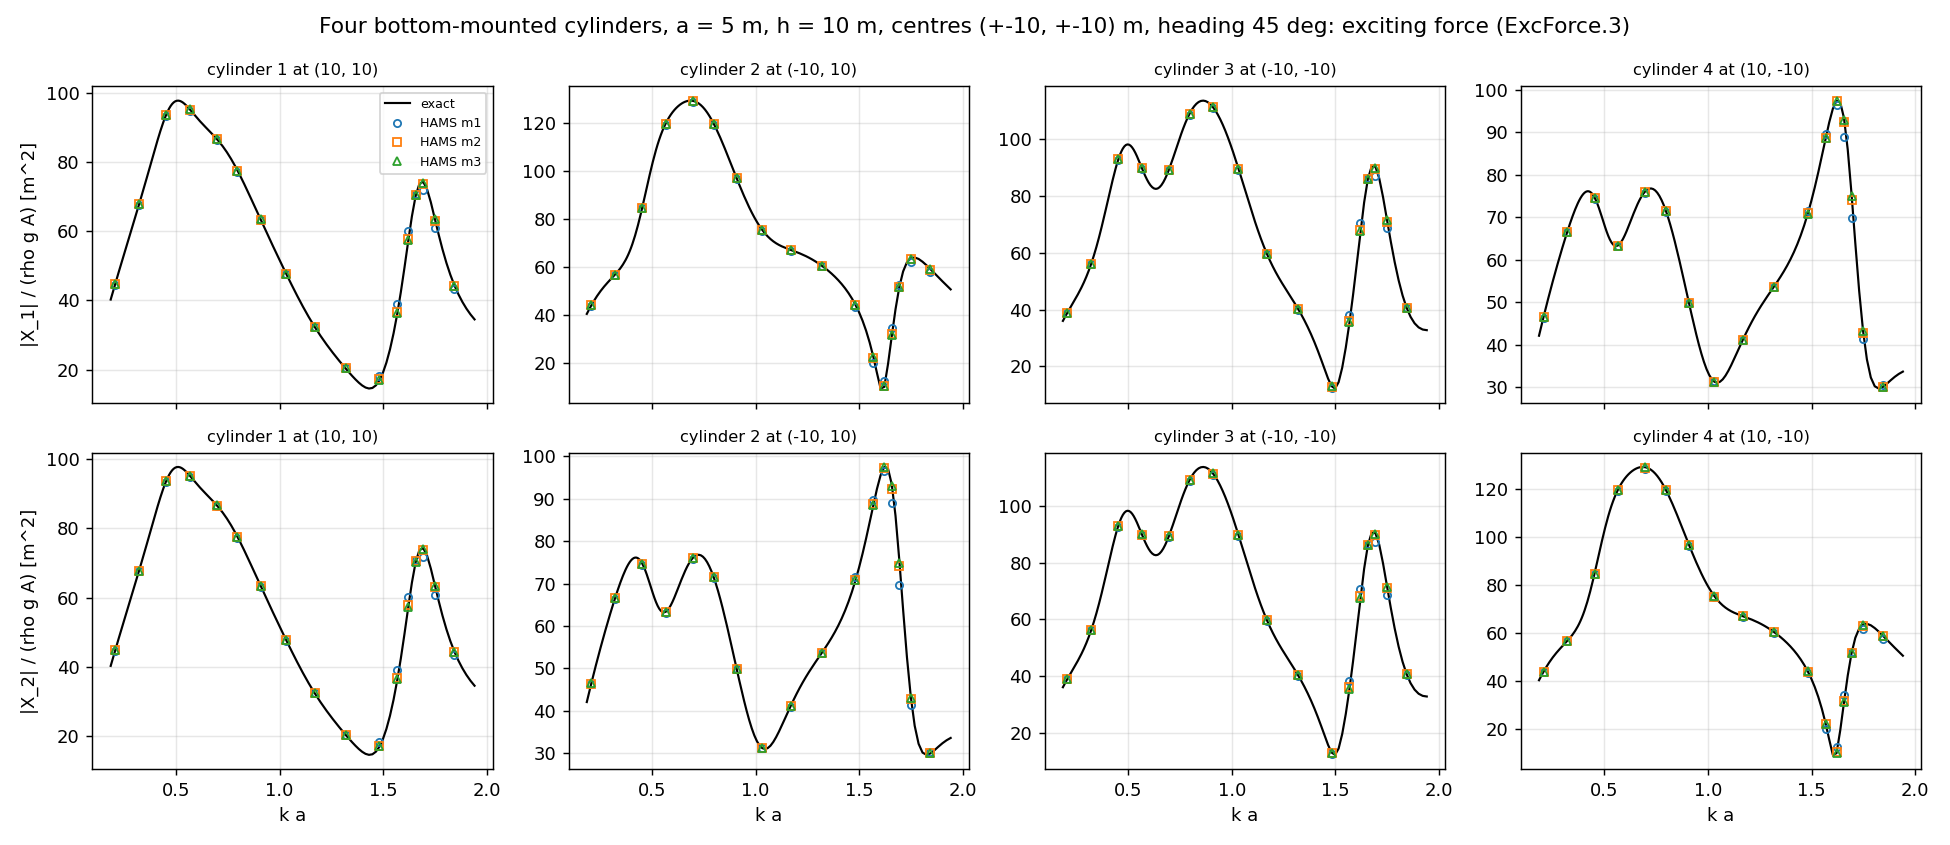 Four bottom-mounted cylinders, a = 5 m, h = 10 m, centres (+-10, +-10) m, heading 45 deg: exciting force (ExcForce.3)
cylinder 1 at (10, 10)
cylinder 2 at (-10, 10)
cylinder 3 at (-10, -10)
cylinder 4 at (10, -10)
|X_1| / (rho g A) [m^2]
100
80
60
40
20
exact
HAMS m1
HAMS m2
HAMS m3
120
100
80
60
40
20
100
80
60
40
20
100
90
80
70
60
50
40
30
cylinder 1 at (10, 10)
cylinder 2 at (-10, 10)
cylinder 3 at (-10, -10)
cylinder 4 at (10, -10)
|X_2| / (rho g A) [m^2]
100
80
60
40
20
100
90
80
70
60
50
40
30
100
80
60
40
20
120
100
80
60
40
20
0.5 1.0 1.5 2.0
0.5 1.0 1.5 2.0
0.5 1.0 1.5 2.0
0.5 1.0 1.5 2.0
k a
k a
k a
k a